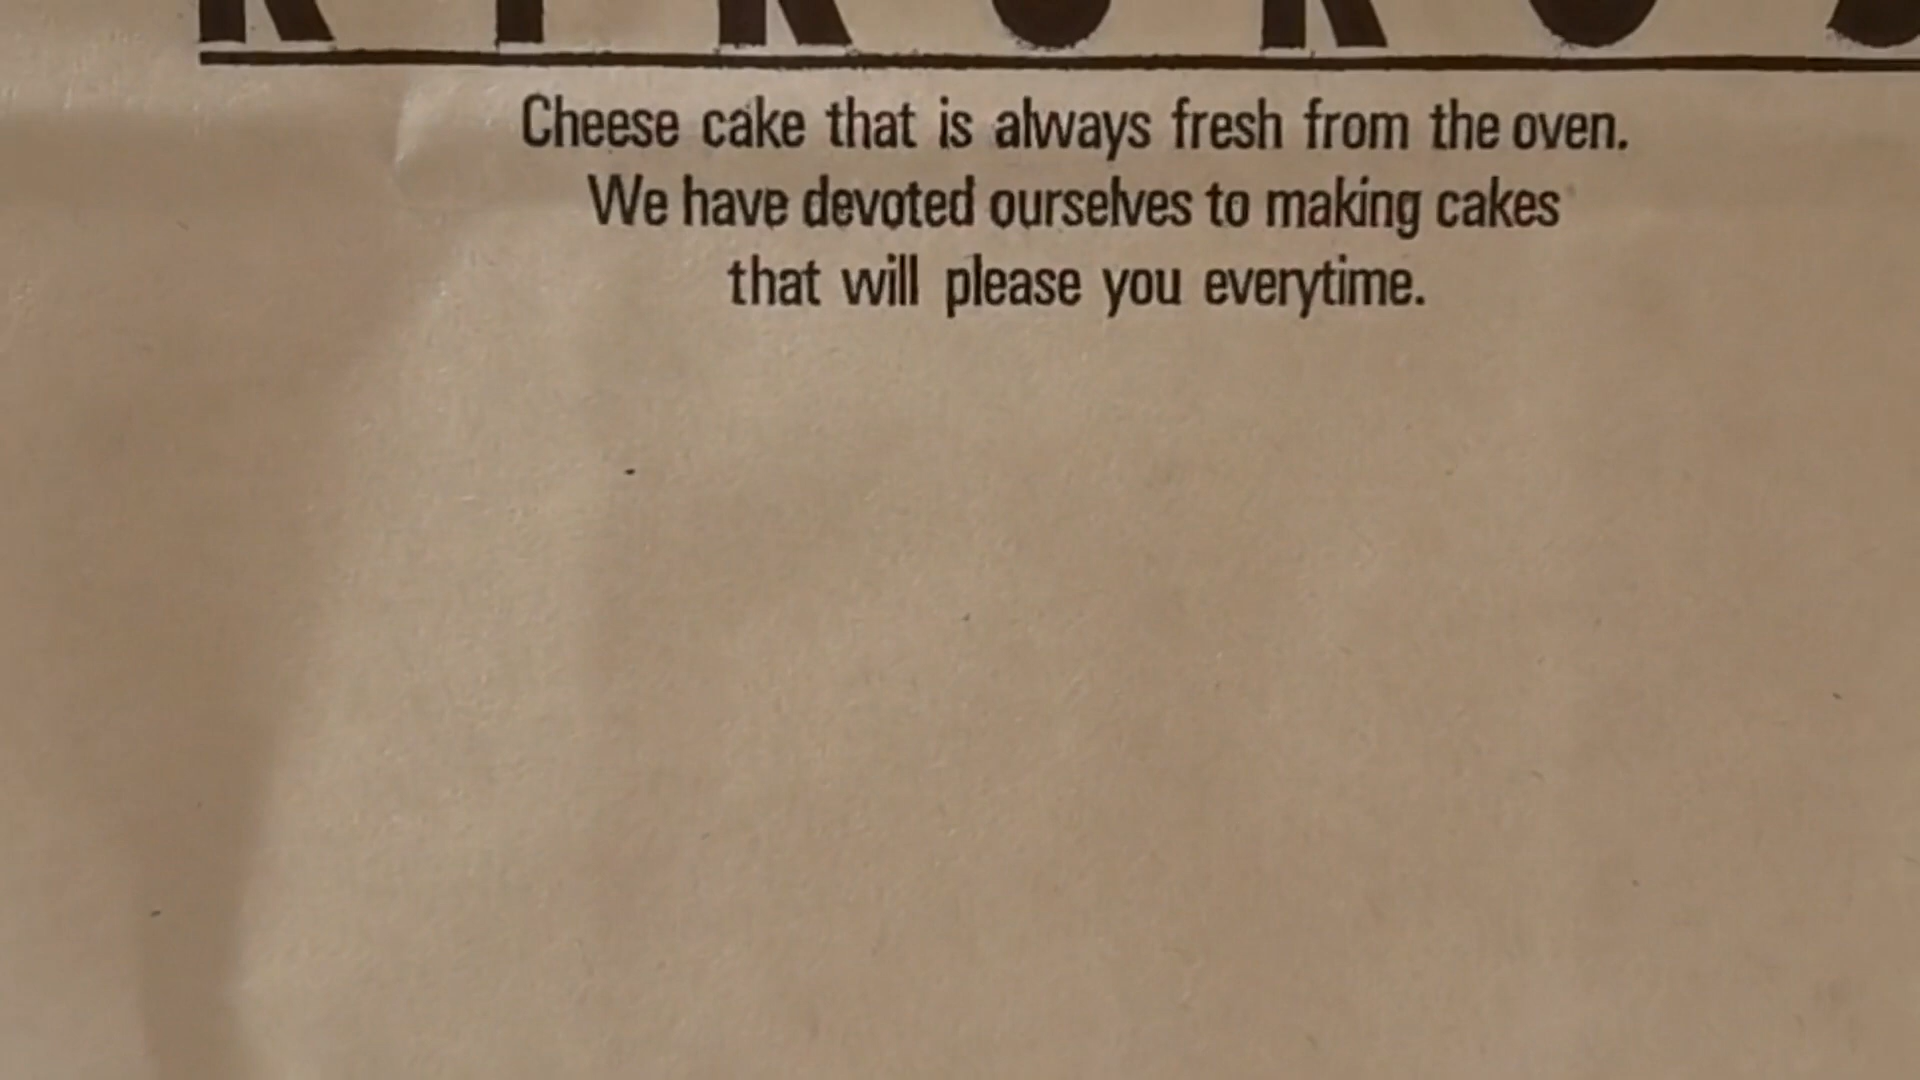 Cheese cake that is always fresh from the oven.
We have devoted ourselves to making cakes
that will please you everytime.